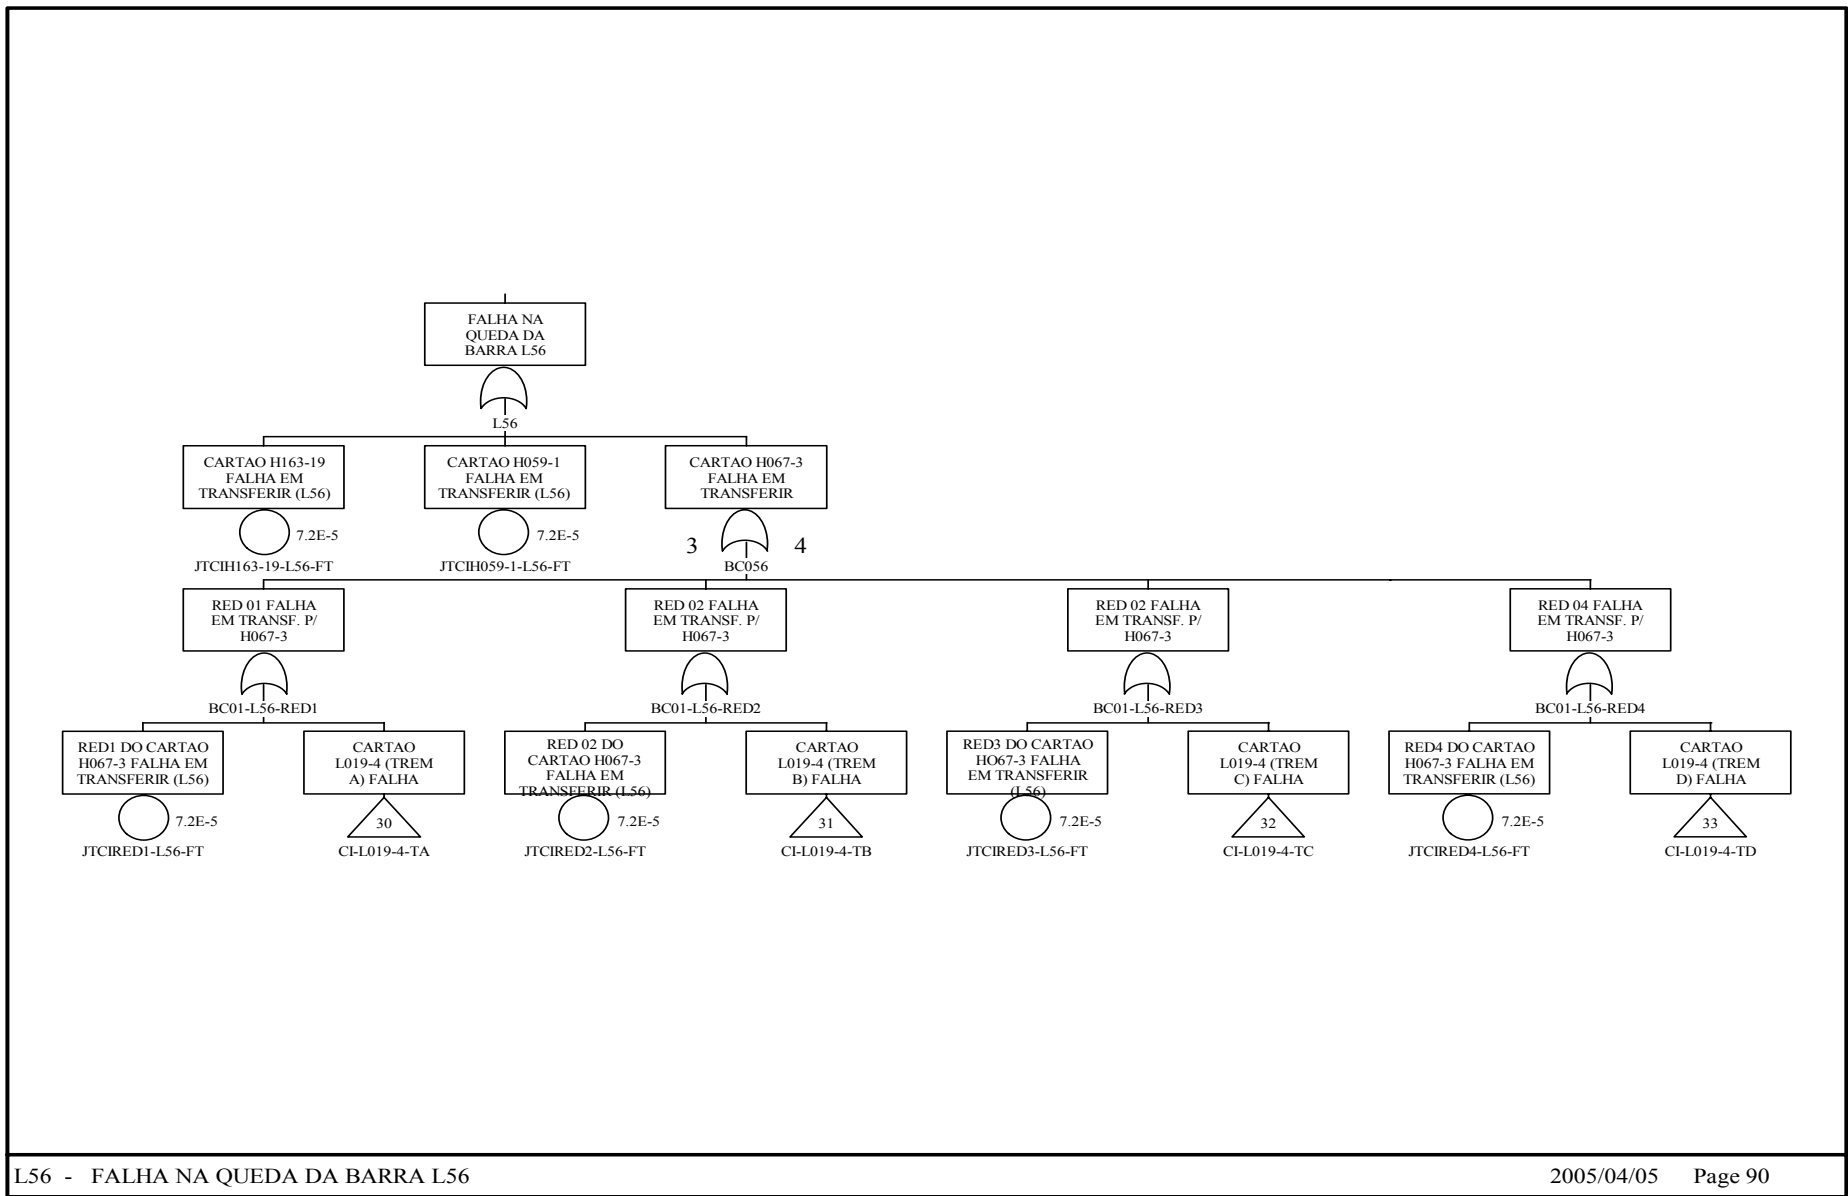 FALHA NA
QUEDA DA
BARRA L56
L56
CARTAO H163-19
FALHA EM
TRANSFERIR (L56)
7.2E-5
JTCIH163-19-L56-FT
CARTAO H059-1
FALHA EM
TRANSFERIR (L56)
7.2E-5
JTCIH059-1-L56-FT
CARTAO H067-3
FALHA EM
TRANSFERIR
3
4
BC056
RED 01 FALHA
EM TRANSF. P/
H067-3
BC01-L56-RED1
RED 02 FALHA
EM TRANSF. P/
H067-3
BC01-L56-RED2
RED 02 FALHA
EM TRANSF. P/
H067-3
BC01-L56-RED3
RED 04 FALHA
EM TRANSF. P/
H067-3
BC01-L56-RED4
RED1 DO CARTAO
H067-3 FALHA EM
TRANSFERIR (L56)
7.2E-5
JTCIRED1-L56-FT
CARTAO
L019-4 (TREM
A) FALHA
30
CI-L019-4-TA
RED 02 DO
CARTAO H067-3
FALHA EM
TRANSFERIR (L56)
7.2E-5
JTCIRED2-L56-FT
CARTAO
L019-4 (TREM
B) FALHA
31
CI-L019-4-TB
RED3 DO CARTAO
HO67-3 FALHA
EM TRANSFERIR
(L56)
7.2E-5
JTCIRED3-L56-FT
CARTAO
L019-4 (TREM
C) FALHA
32
CI-L019-4-TC
RED4 DO CARTAO
H067-3 FALHA EM
TRANSFERIR (L56)
7.2E-5
JTCIRED4-L56-FT
CARTAO
L019-4 (TREM
D) FALHA
33
CI-L019-4-TD
L56 - FALHA NA QUEDA DA BARRA L56
2005/04/05 Page 90